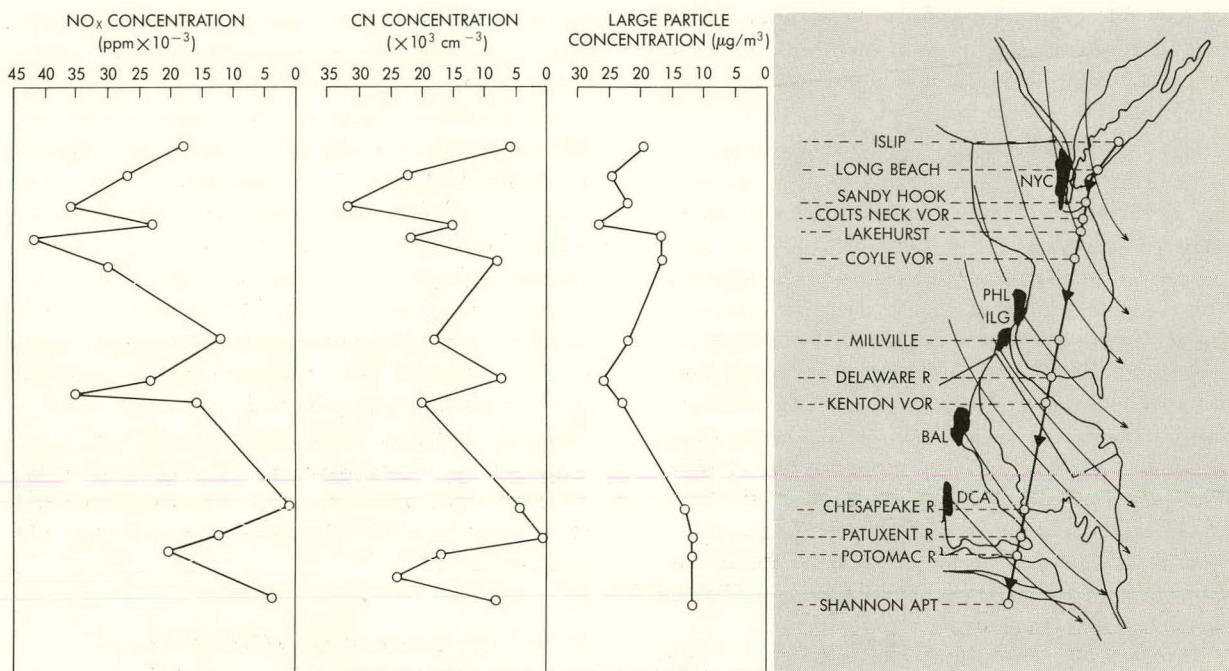 NOx CONCENTRATION
(ppm×10⁻³)
45 40 35 30 25 20 15 10 5 0
CN CONCENTRATION
(×10³ cm⁻³)
35 30 25 20 15 10 5 0
LARGE PARTICLE
CONCENTRATION (µg/m³)
30 25 20 15 10 5 0
ISLIP
LONG BEACH
NYC
SANDY HOOK
COLTS NECK VOR
LAKEHURST
COYLE VOR
PHL
ILG
MILLVILLE
DELAWARE R
KENTON VOR
BAL
DCA
CHESAPEAKE R
PATUXENT R
POTOMAC R
SHANNON APT